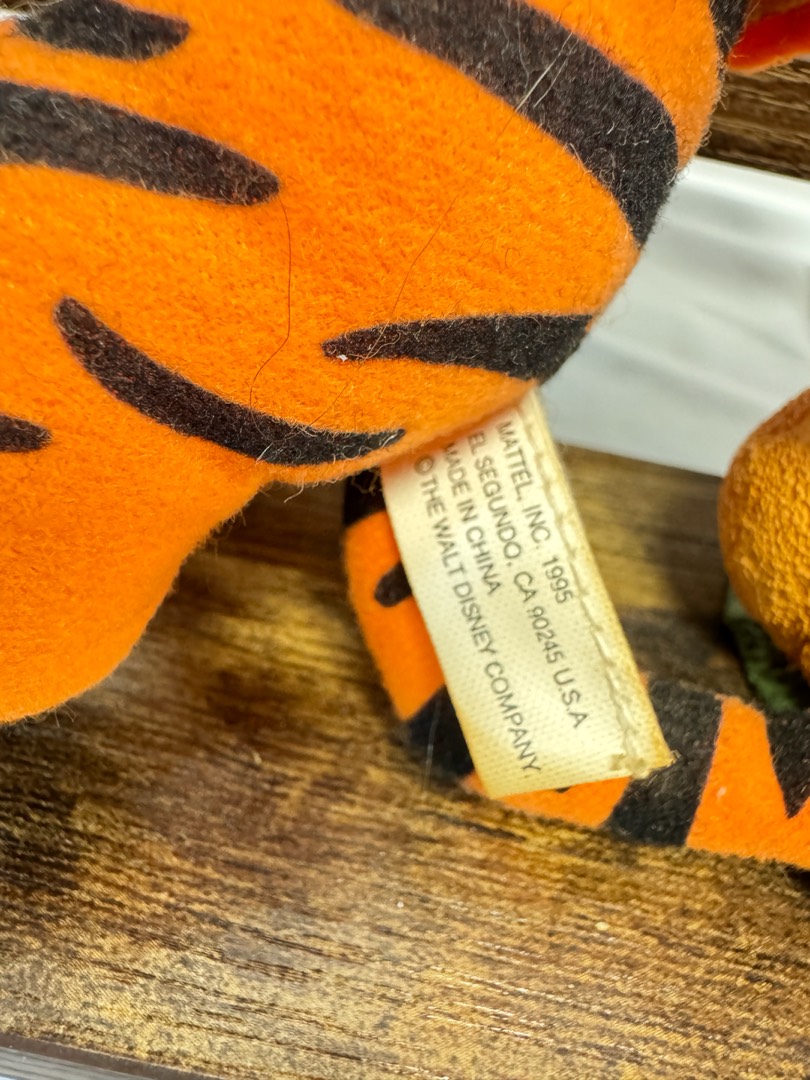 MATTEL, INC. 1995
EL SEGUNDO, CA 90245 U.S.A
MADE IN CHINA
© THE WALT DISNEY COMPANY.